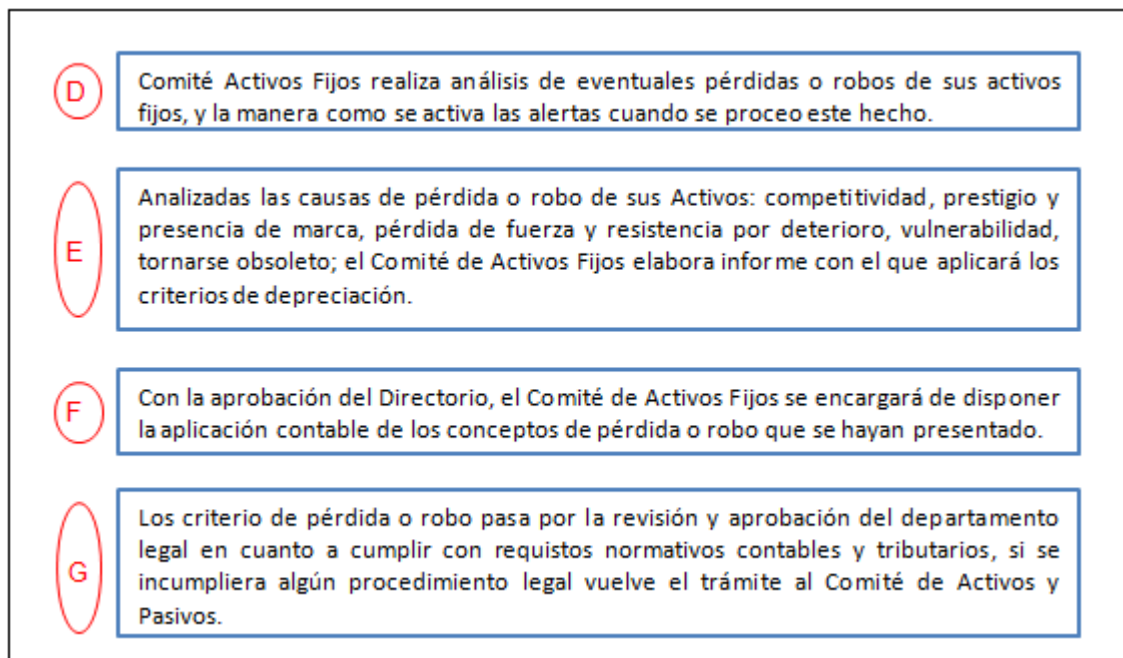 D
Comité Activos Fijos realiza análisis de eventuales pérdidas o robos de sus activos
fijos, y la manera como se activa las alertas cuando se proceo este hecho.
E
Analizadas las causas de pérdida o robo de sus Activos: competitividad, prestigio y
presencia de marca, pérdida de fuerza y resistencia por deterioro, vulnerabilidad,
tornarse obsoleto; el Comité de Activos Fijos elabora informe con el que aplicará los
criterios de depreciación.
F
Con la aprobación del Directorio, el Comité de Activos Fijos se encargará de disponer
la aplicación contable de los conceptos de pérdida o robo que se hayan presentado.
G
Los criterio de pérdida o robo pasa por la revisión y aprobación del departamento
legal en cuanto a cumplir con requistos normativos contables y tributarios, si se
incumpliera algún procedimiento legal vuelve el trámite al Comité de Activos y
Pasivos.